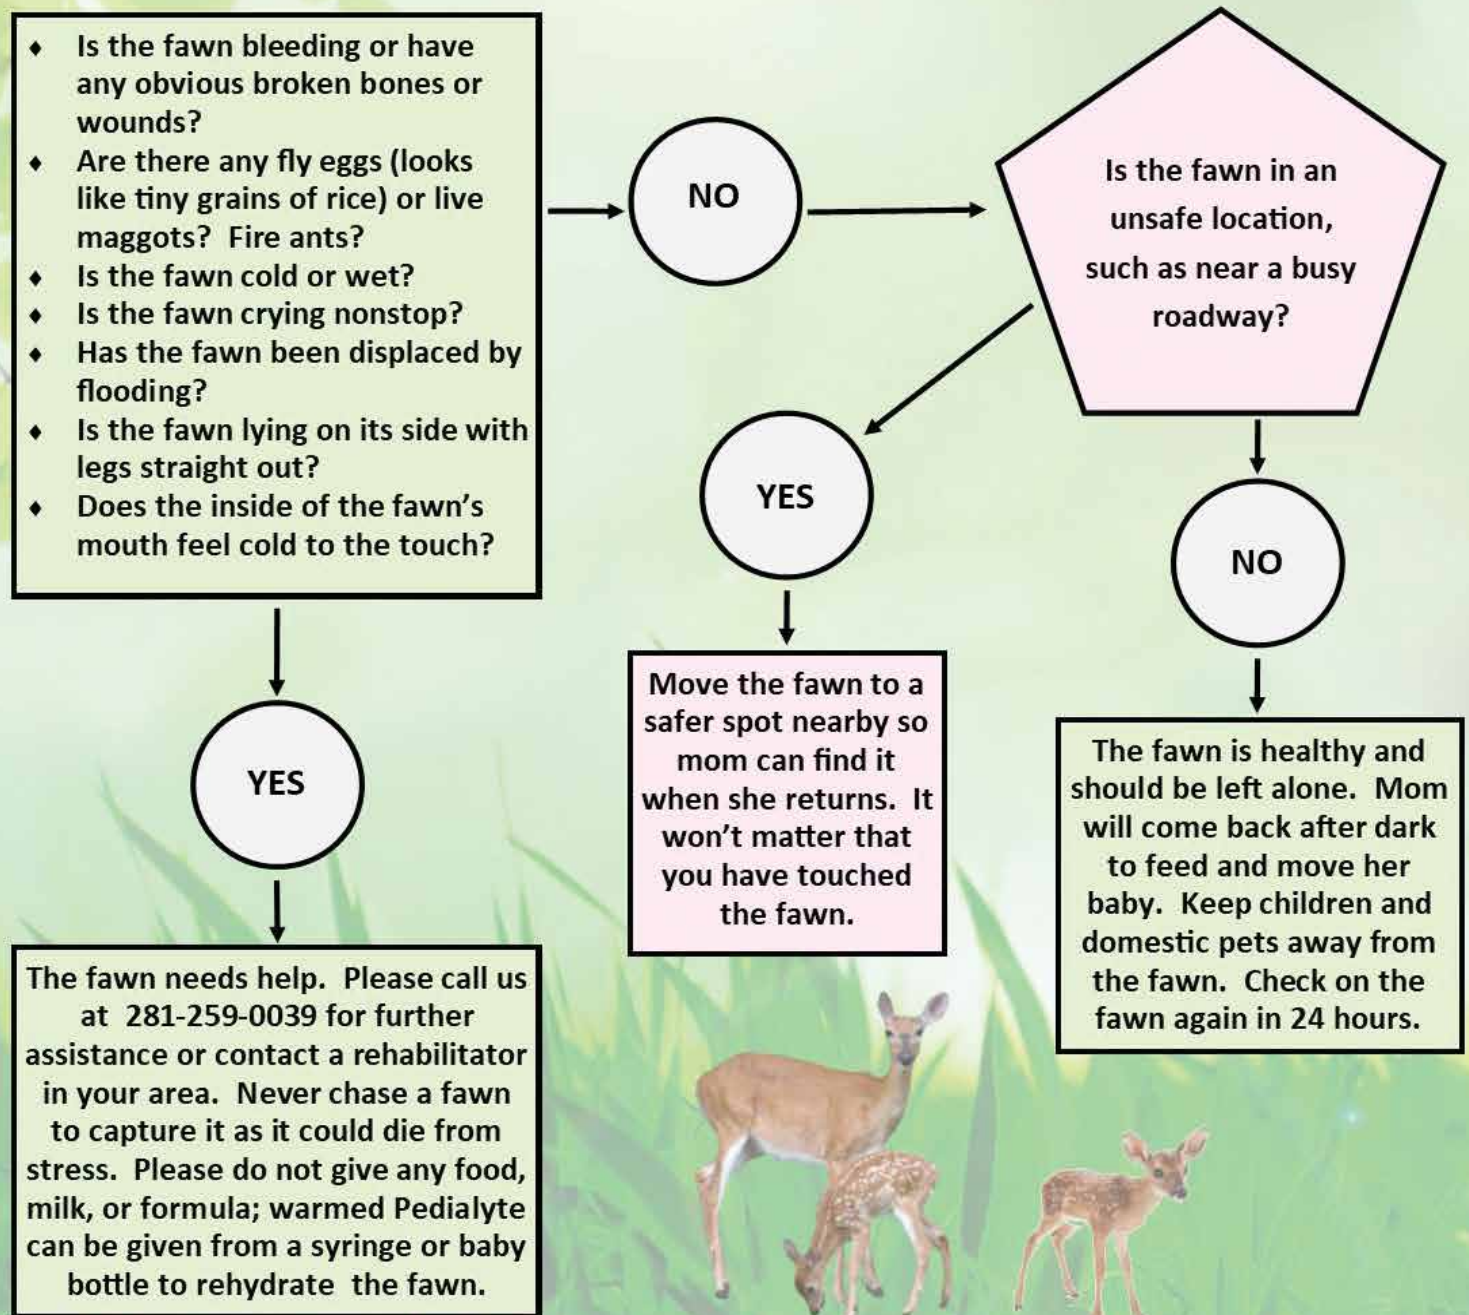 ♦ Is the fawn bleeding or have
any obvious broken bones or
wounds?
♦ Are there any fly eggs (looks
like tiny grains of rice) or live
maggots? Fire ants?
♦ Is the fawn cold or wet?
♦ Is the fawn crying nonstop?
♦ Has the fawn been displaced by
flooding?
♦ Is the fawn lying on its side with
legs straight out?
♦ Does the inside of the fawn’s
mouth feel cold to the touch?
NO
Is the fawn in an
unsafe location,
such as near a busy
roadway?
YES
NO
Move the fawn to a
safer spot nearby so
mom can find it
when she returns. It
won’t matter that
you have touched
the fawn.
The fawn is healthy and
should be left alone. Mom
will come back after dark
to feed and move her
baby. Keep children and
domestic pets away from
the fawn. Check on the
fawn again in 24 hours.
YES
The fawn needs help. Please call us
at 281-259-0039 for further
assistance or contact a rehabilitator
in your area. Never chase a fawn
to capture it as it could die from
stress. Please do not give any food,
milk, or formula; warmed Pedialyte
can be given from a syringe or baby
bottle to rehydrate the fawn.